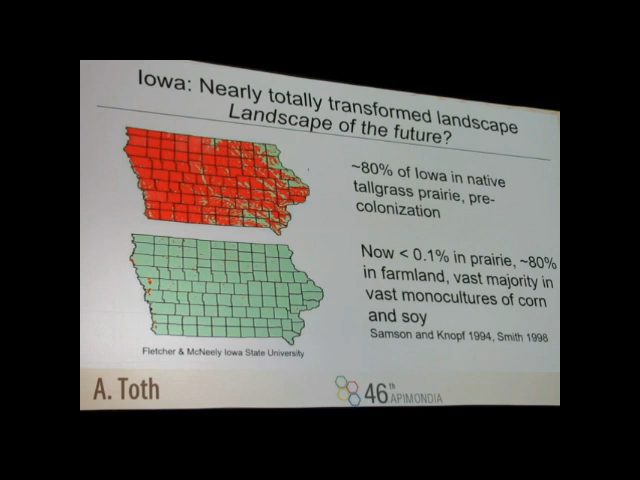 Iowa: Nearly totally transformed landscape
Landscape of the future?
~80% of Iowa in native
tallgrass prairie, pre-
colonization
Now < 0.1% in prairie, ~80%
in farmland, vast majority in
vast monocultures of corn
and soy
Samson and Knopf 1994, Smith 1998
Fletcher & McNeely Iowa State University
A. Toth
46th APIMONDIA